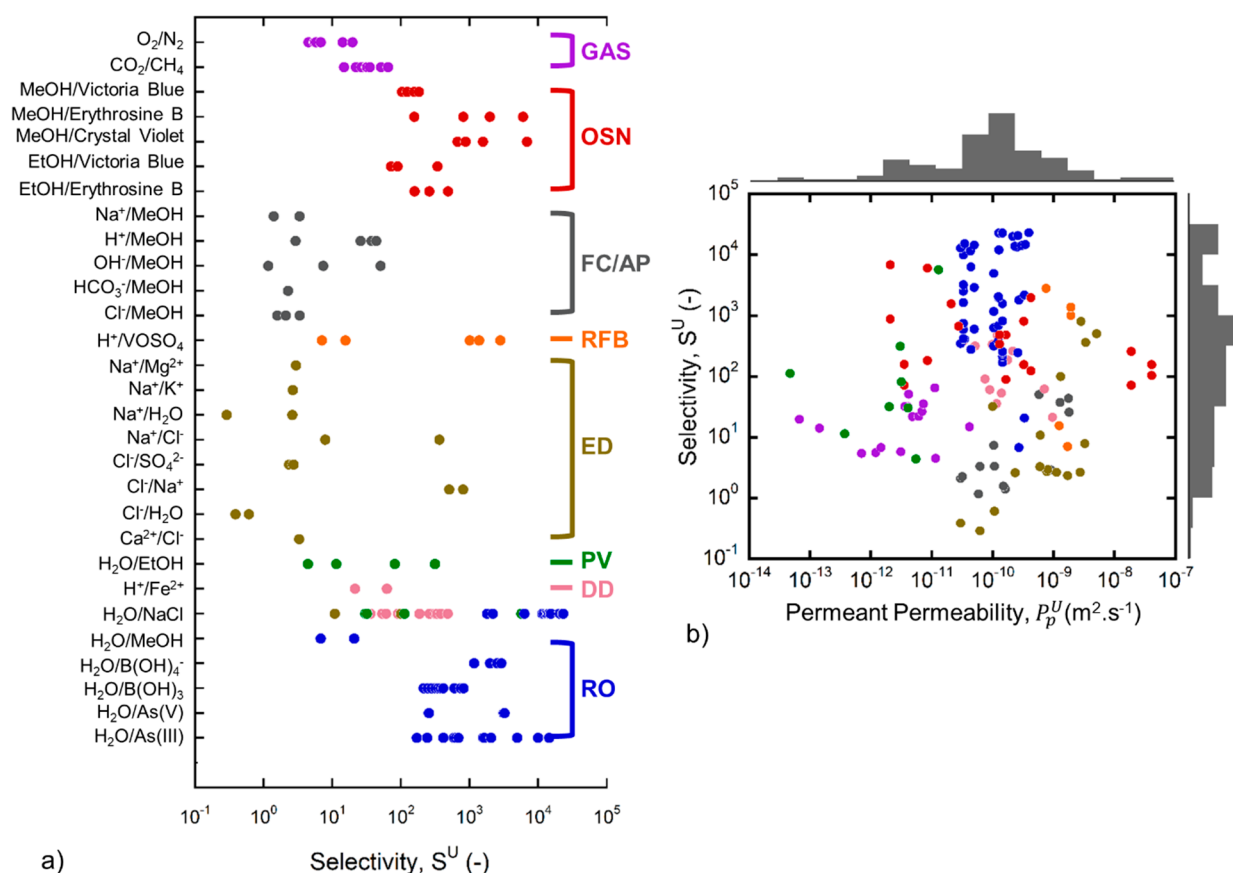 O₂/N₂
CO₂/CH₄
MeOH/Victoria Blue
MeOH/Erythrosine B
MeOH/Crystal Violet
EtOH/Victoria Blue
EtOH/Erythrosine B
Na⁺/MeOH
H⁺/MeOH
OH⁻/MeOH
HCO₃⁻/MeOH
Cl⁻/MeOH
H⁺/VOSO₄
Na⁺/Mg²⁺
Na⁺/K⁺
Na⁺/H₂O
Na⁺/Cl⁻
Cl⁻/SO₄²⁻
Cl⁻/Na⁺
Cl⁻/H₂O
Ca²⁺/Cl⁻
H₂O/EtOH
H⁺/Fe²⁺
H₂O/NaCl
H₂O/MeOH
H₂O/B(OH)₄⁻
H₂O/B(OH)₃
H₂O/As(V)
H₂O/As(III)
GAS
OSN
FC/AP
RFB
ED
PV
DD
RO
10⁻¹ 10⁰ 10¹ 10² 10³ 10⁴ 10⁵
Selectivity, Sᵁ (-)
a)
10⁵
10⁴
10³
10²
10¹
10⁰
10⁻¹
Selectivity, Sᵁ (-)
10⁻¹⁴ 10⁻¹³ 10⁻¹² 10⁻¹¹ 10⁻¹⁰ 10⁻⁹ 10⁻⁸ 10⁻⁷
Permeant Permeability, Pₚᵁ(m².s⁻¹)
b)